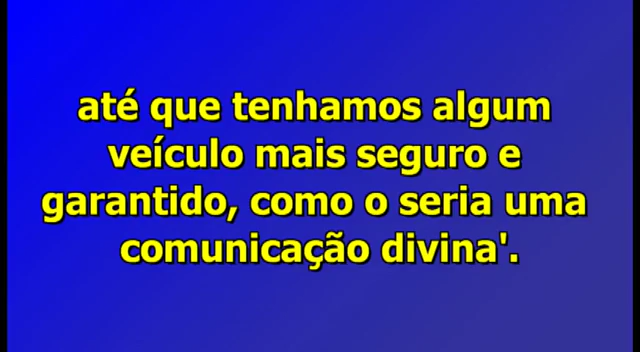 até que tenhamos algum
veículo mais seguro e
garantido, como o seria uma
comunicação divina'.